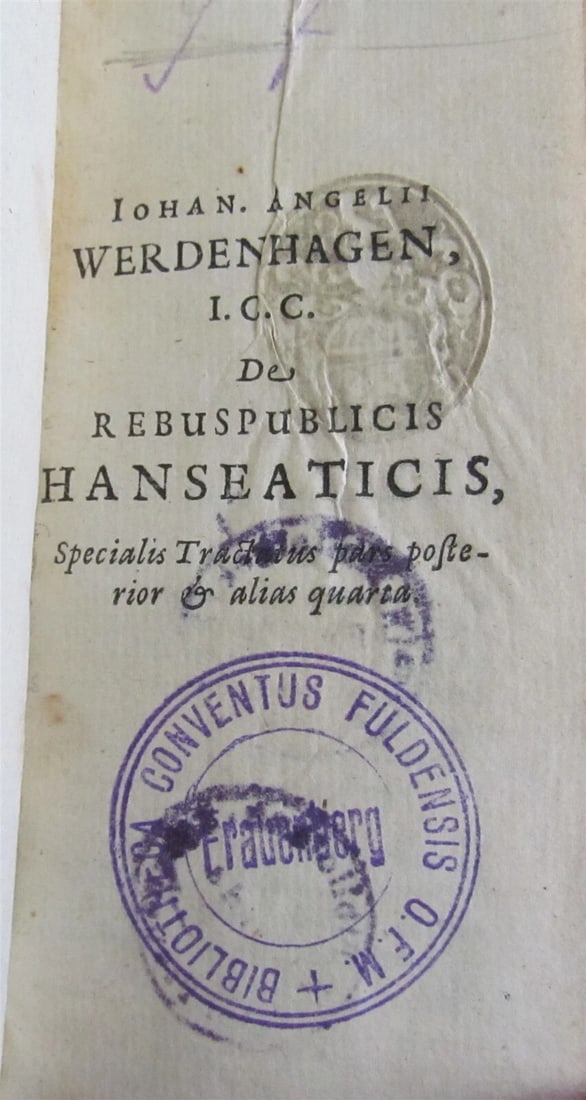 IOHAN. ANGELII
WERDENHAGEN,
I. C. C.
De
REBUSPUBLICIS
HANSEATICIS,
Specialis Tractatus pars poſte-
rior & alias quarta
BIBLIOTHECA CONVENTUS FULDENSIS O.F.M. +
Frauenberg